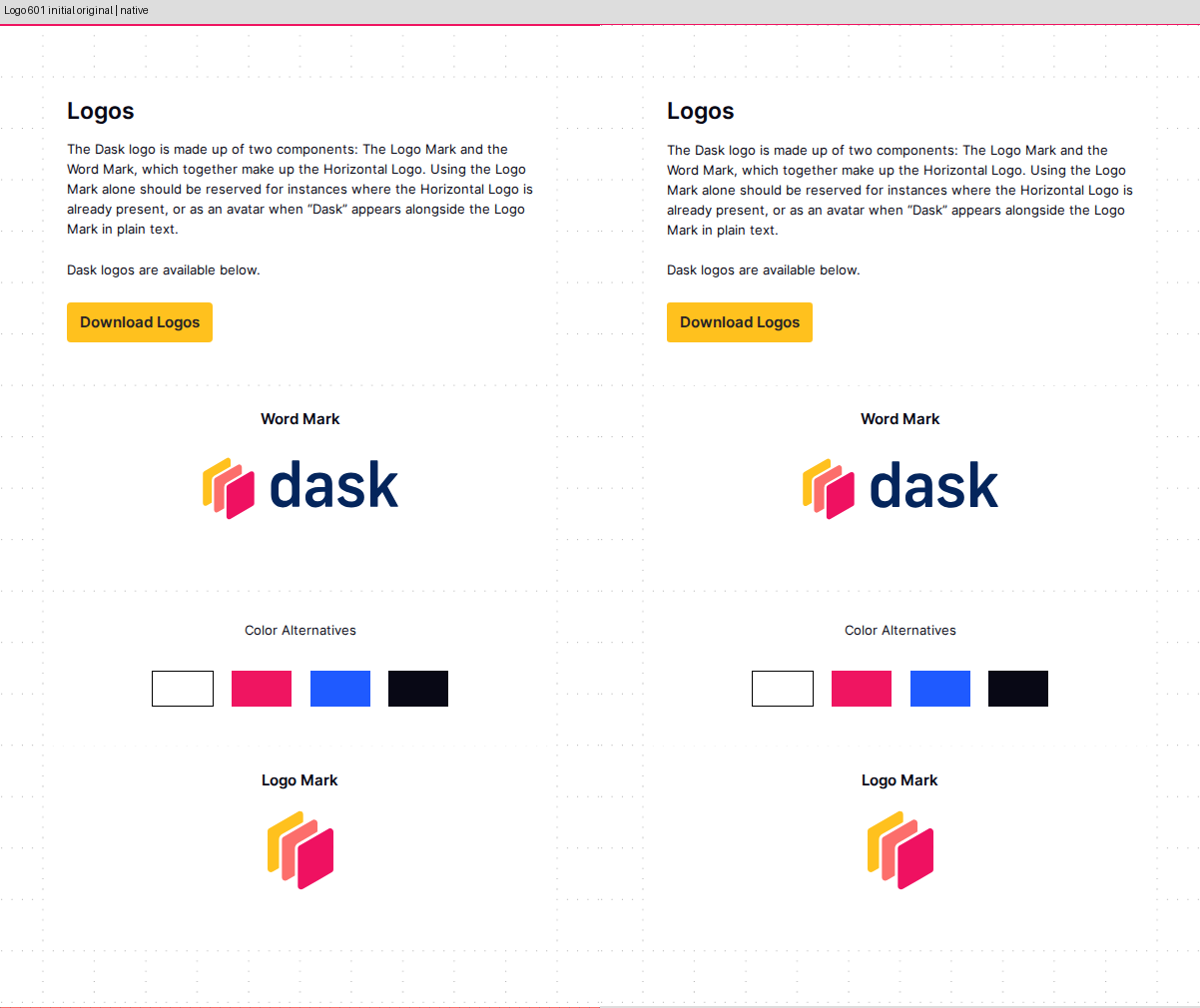 Logo601 initial original | native
Logos
The Dask logo is made up of two components: The Logo Mark and the
Word Mark, which together make up the Horizontal Logo. Using the Logo
Mark alone should be reserved for instances where the Horizontal Logo is
already present, or as an avatar when “Dask” appears alongside the Logo
Mark in plain text.
Dask logos are available below.
Download Logos
Word Mark
dask
Color Alternatives
Logo Mark
Logos
The Dask logo is made up of two components: The Logo Mark and the
Word Mark, which together make up the Horizontal Logo. Using the Logo
Mark alone should be reserved for instances where the Horizontal Logo is
already present, or as an avatar when “Dask” appears alongside the Logo
Mark in plain text.
Dask logos are available below.
Download Logos
Word Mark
dask
Color Alternatives
Logo Mark